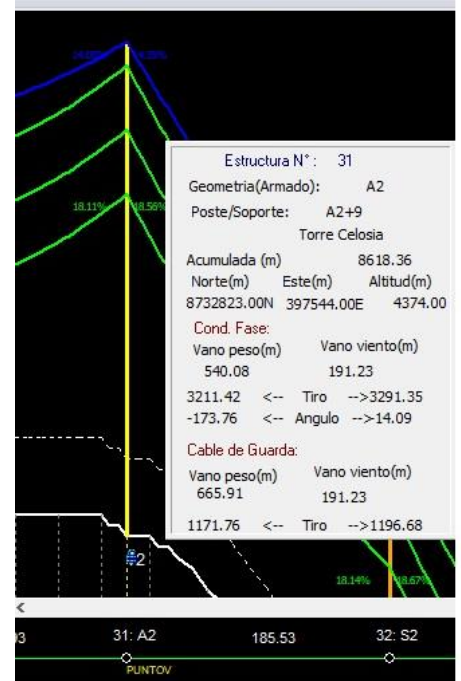 18.11%
18.56%
Estructura N° : 31
Geometria(Armado): A2
Poste/Soporte: A2+9
Torre Celosia
Acumulada (m) 8618.36
Norte(m) Este(m) Altitud(m)
8732823.00N 397544.00E 4374.00
Cond. Fase:
Vano peso(m) Vano viento(m)
540.08 191.23
3211.42 <-- Tiro -->3291.35
-173.76 <-- Angulo -->14.09
Cable de Guarda:
Vano peso(m) Vano viento(m)
665.91 191.23
1171.76 <-- Tiro -->1196.68
2
18.14% 18.67%
<
31: A2 185.53 32: S2
PUNTOV